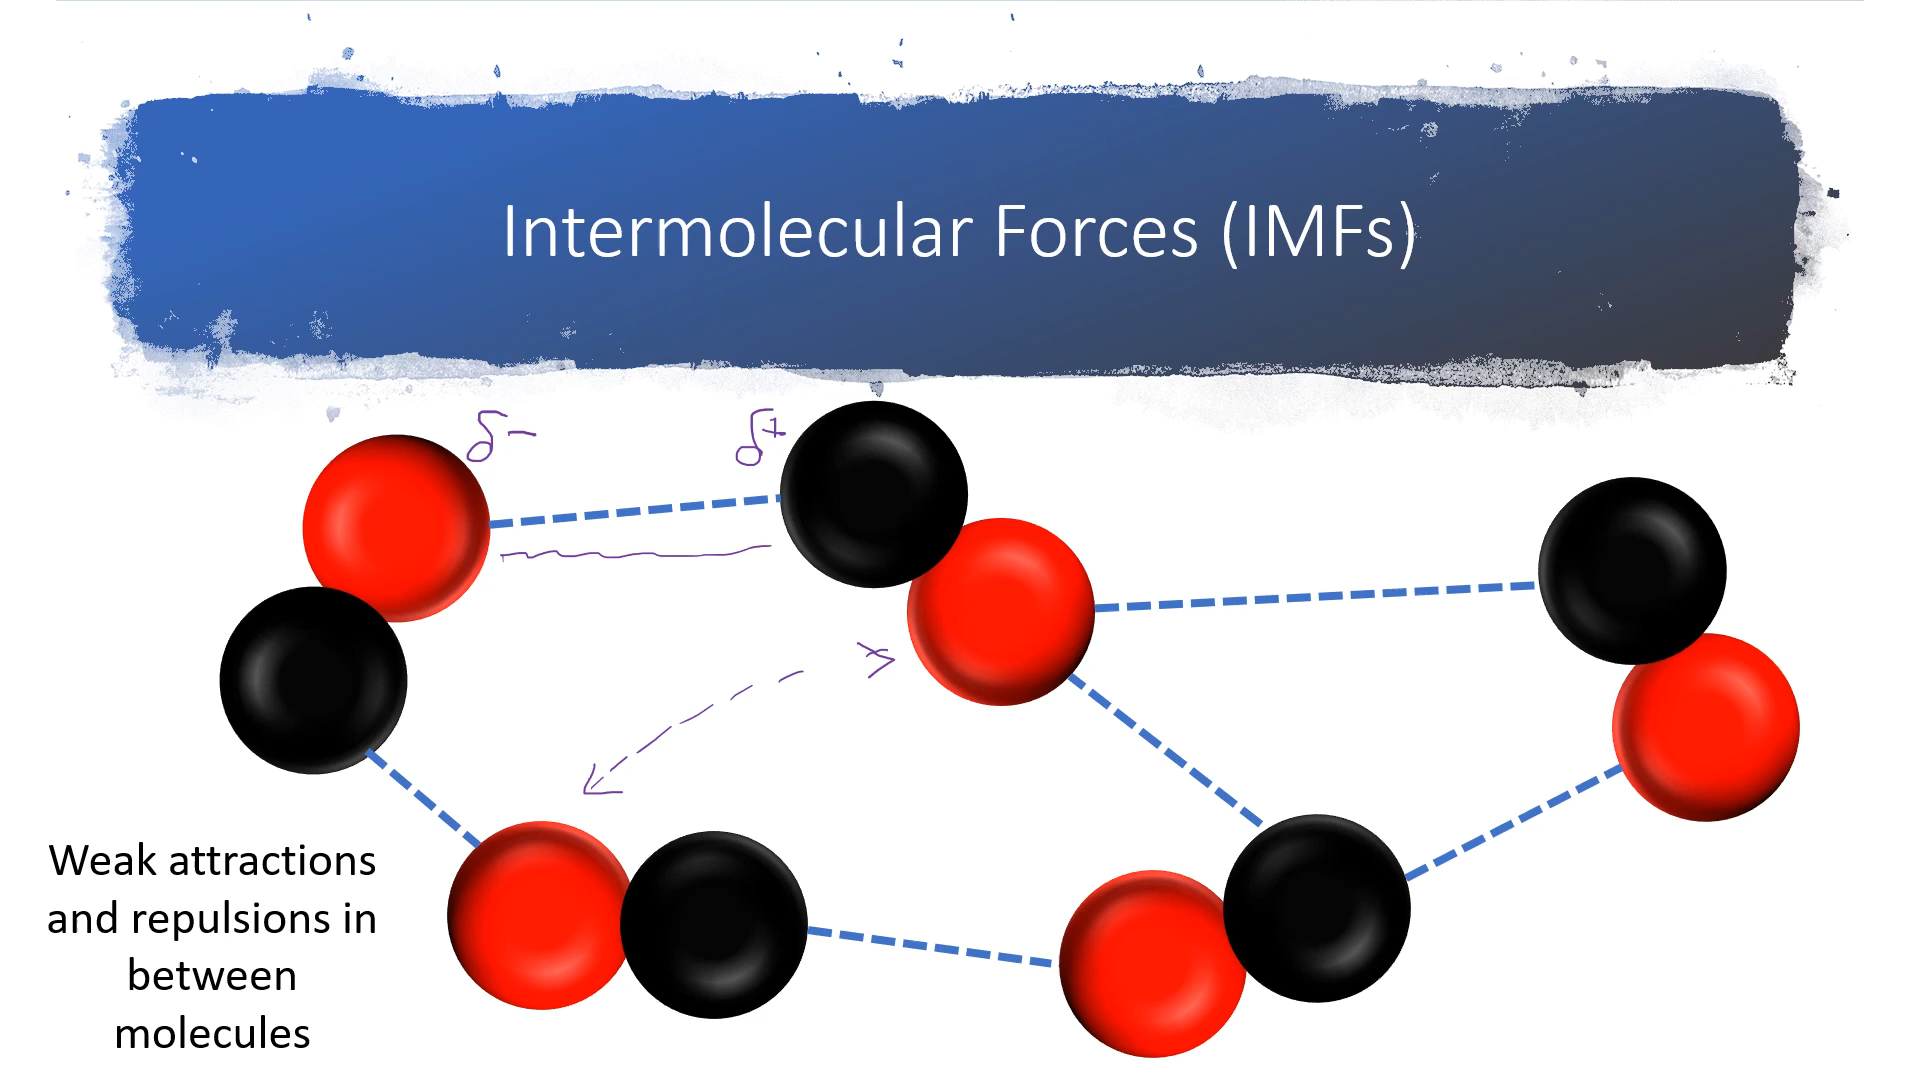 Intermolecular Forces (IMFs)
δ- δ+
Weak attractions
and repulsions in
between
molecules